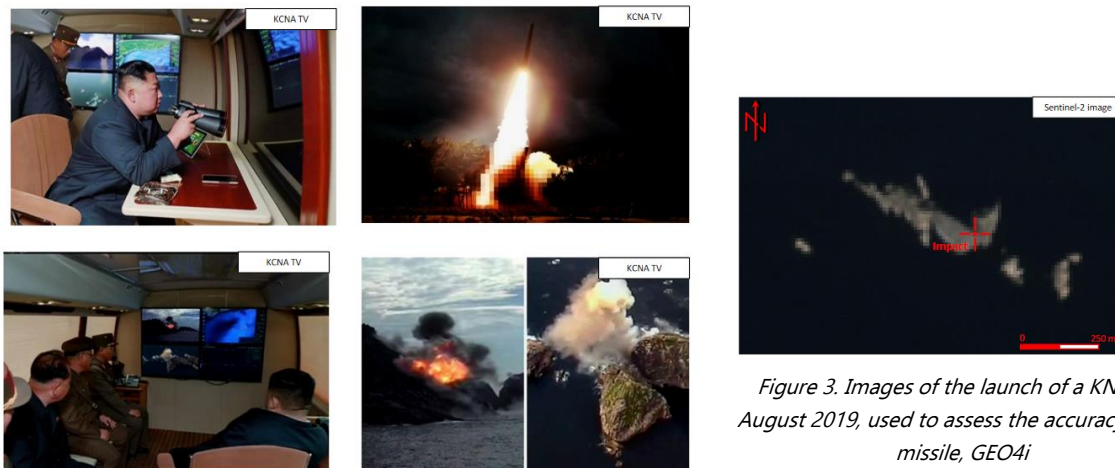 KCNA TV
KCNA TV
Sentinel-2 image
N
Impact
0 250 m
KCNA TV
KCNA TV
Figure 3. Images of the launch of a KN
August 2019, used to assess the accuracy
missile, GEO4i